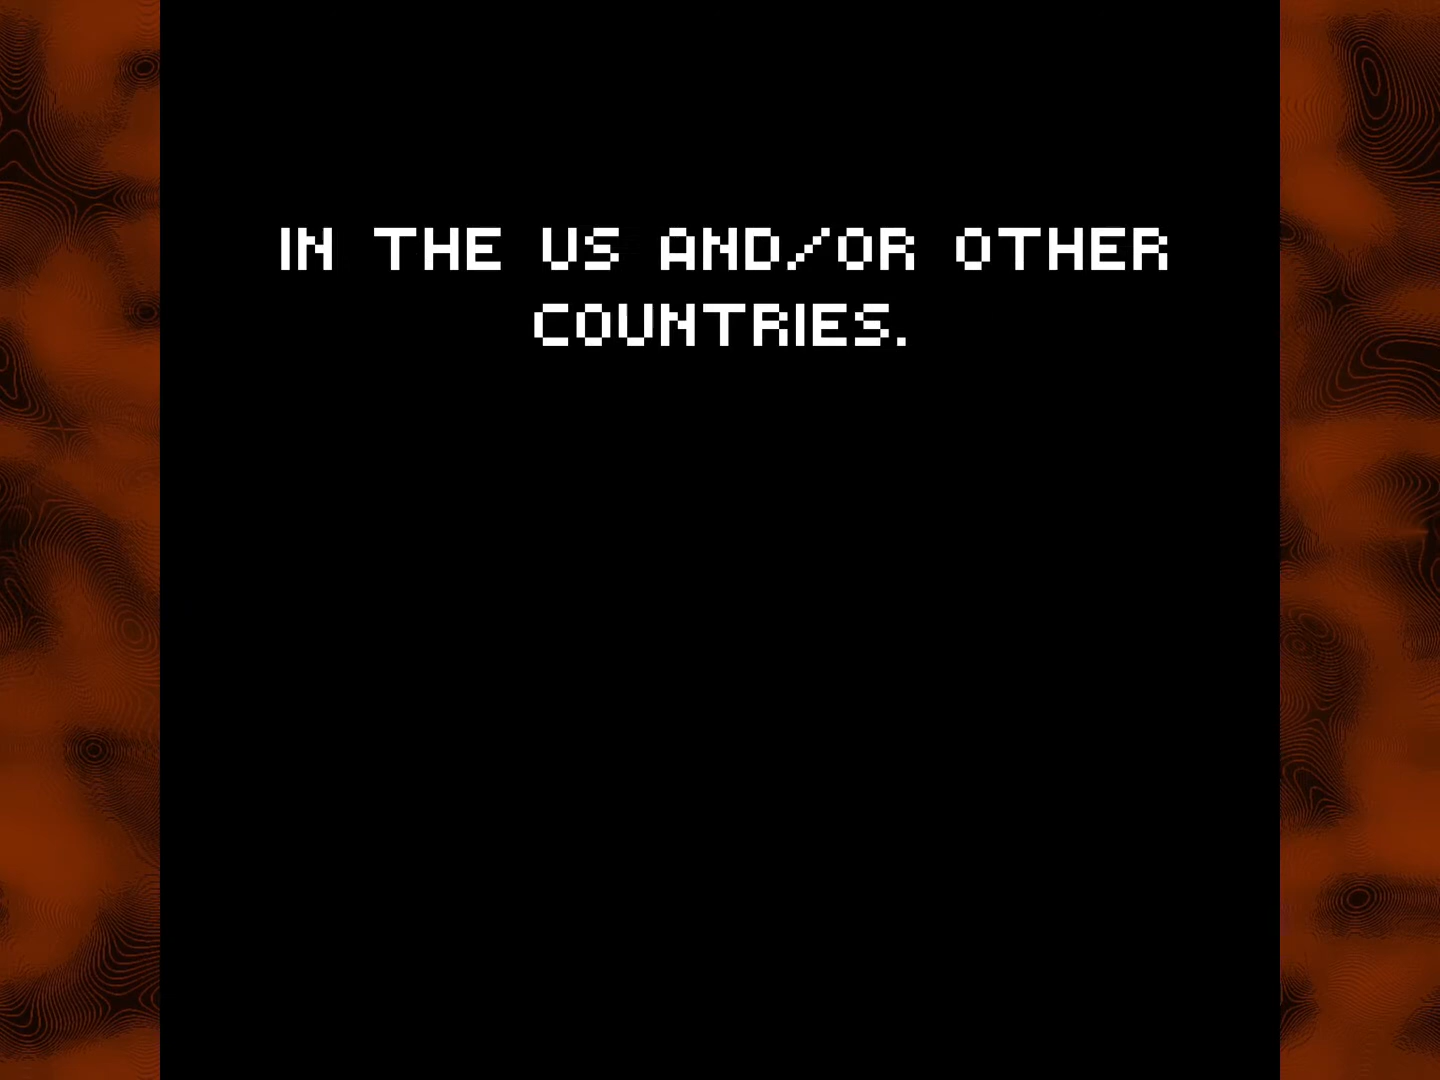 IN THE US AND/OR OTHER
COUNTRIES.